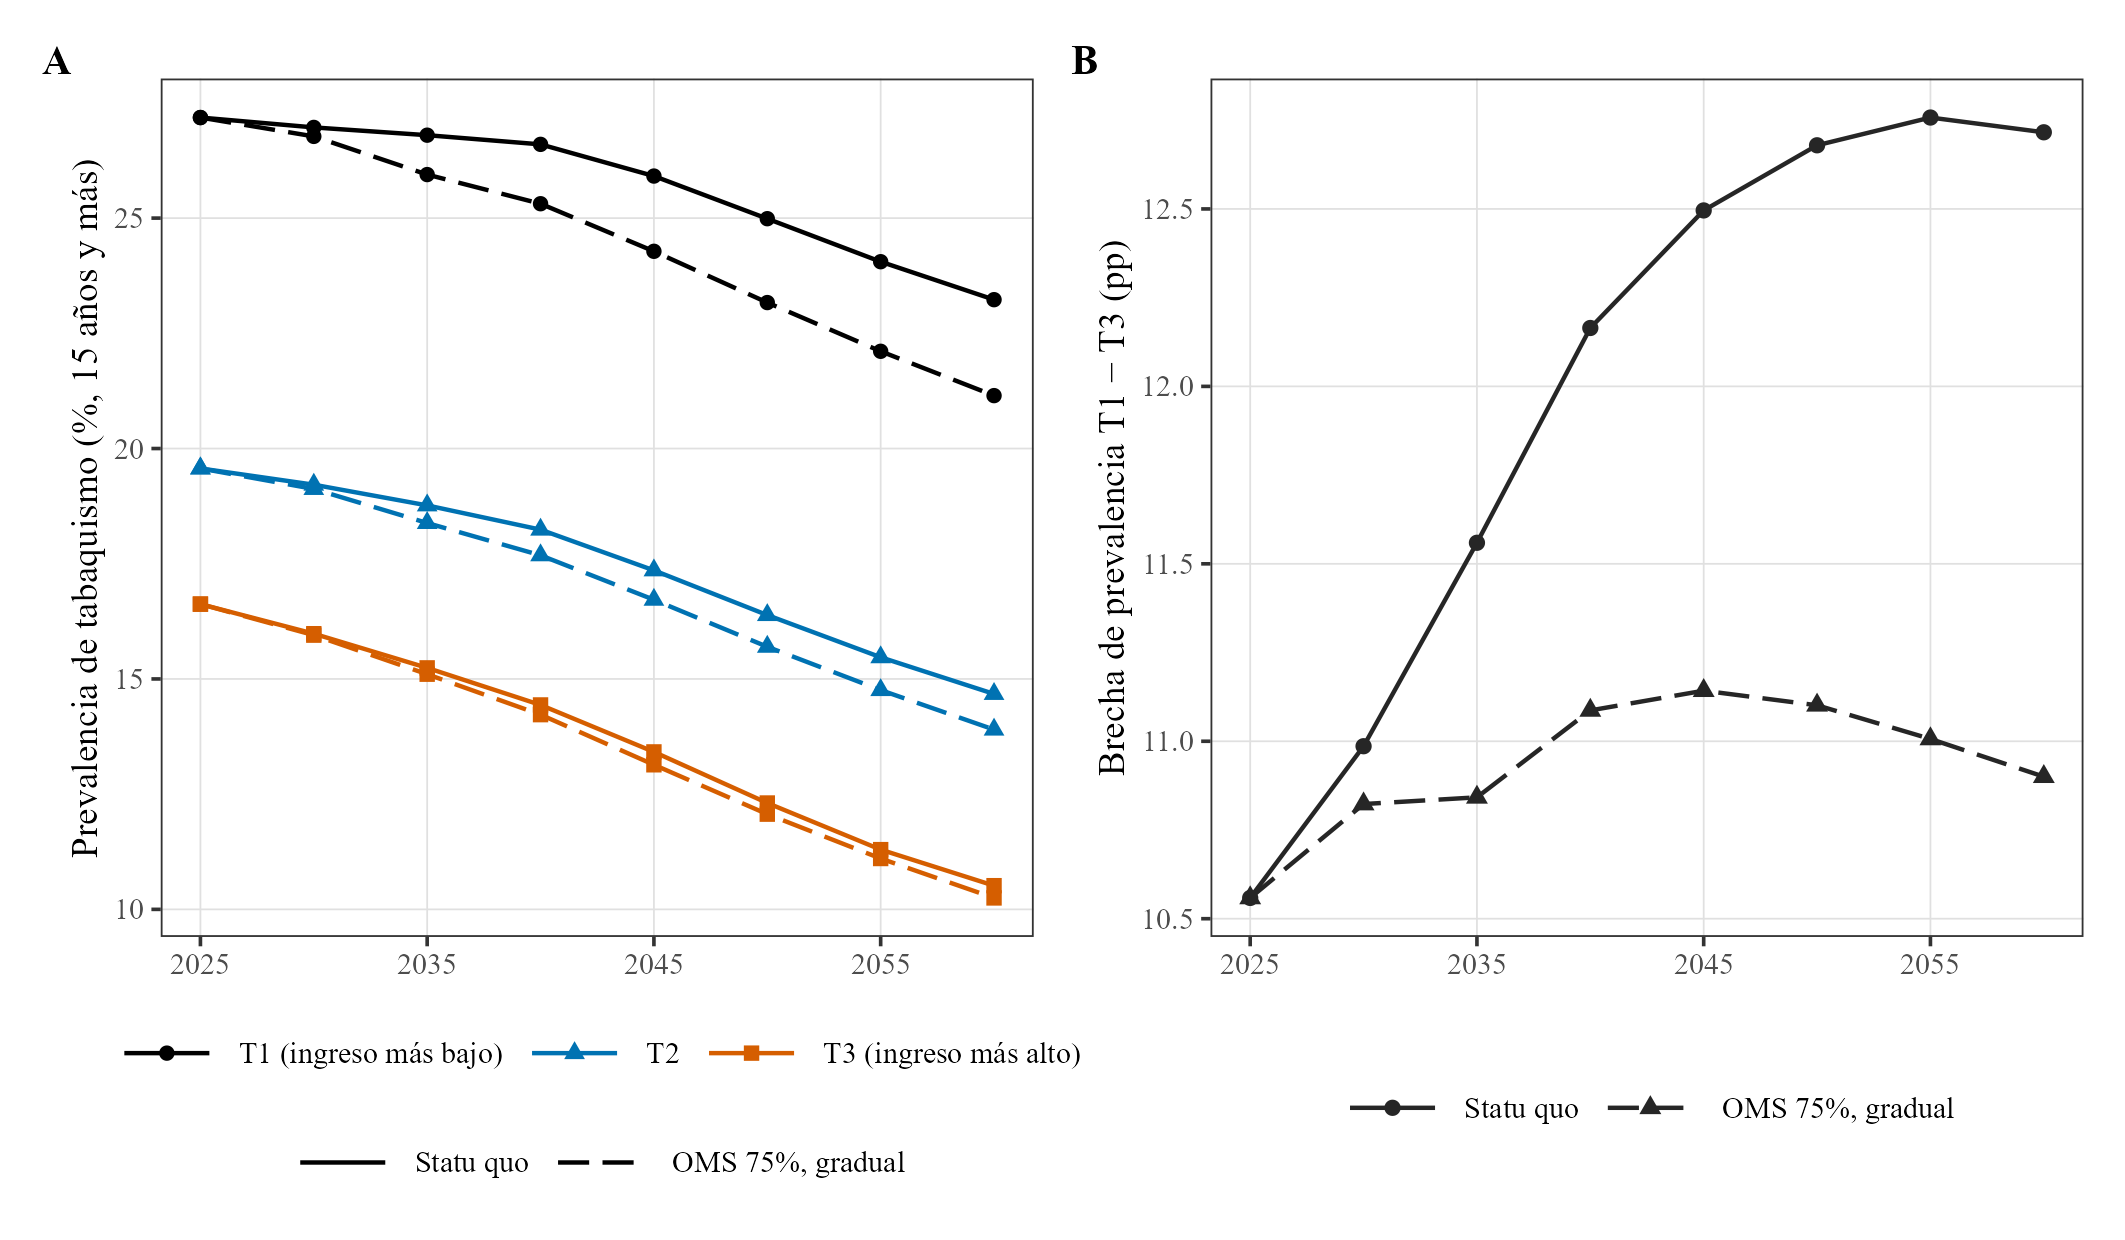 A
B
Prevalencia de tabaquismo (%, 15 años y más)
25
20
15
10
2025 2035 2045 2055
T1 (ingreso más bajo) T2 T3 (ingreso más alto)
Statu quo OMS 75%, gradual
Brecha de prevalencia T1 − T3 (pp)
12.5
12.0
11.5
11.0
10.5
2025 2035 2045 2055
Statu quo OMS 75%, gradual